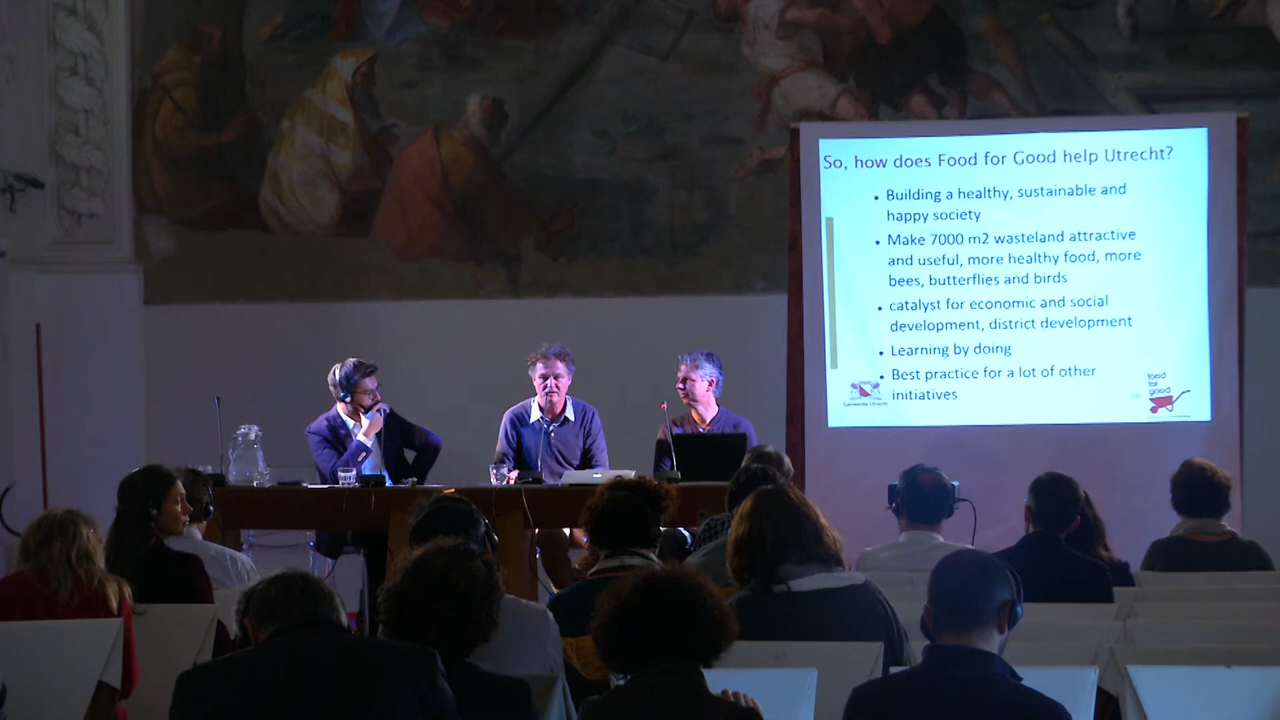 So, how does Food for Good help Utrecht?
• Building a healthy, sustainable and
happy society
• Make 7000 m2 wasteland attractive
and useful, more healthy food, more
bees, butterflies and birds
• catalyst for economic and social
development, district development
• Learning by doing
• Best practice for a lot of other
initiatives
Gemeente Utrecht
food
for
good